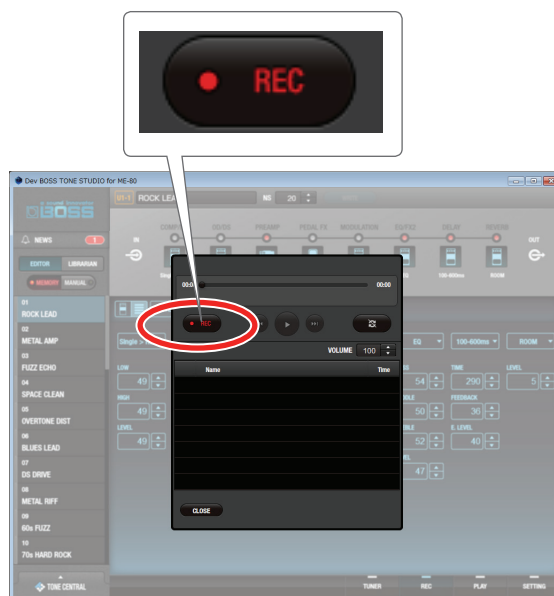 REC
Dev BOSS TONE STUDIO for ME-80
BOSS
U1-1 ROCK LEA
NS 20
NEWS 1
COMP
OD/DS
PREAMP
PEDAL FX
MODULATION
EQ/FX2
DELAY
REVERB
IN
OUT
EDITOR LIBRARIAN
MEMORY MANUAL
EQ
100-600ms
ROOM
00:00
00:00
REC
VOLUME 100
Name Time
CLOSE
01
ROCK LEAD
02
METAL AMP
03
FUZZ ECHO
04
SPACE CLEAN
05
OVERTONE DIST
06
BLUES LEAD
07
DS DRIVE
08
METAL RIFF
09
60s FUZZ
10
70s HARD ROCK
Single >
LOW
49
HIGH
49
LEVEL
49
EQ
100-600ms
ROOM
54
50
52
47
TIME
290
FEEDBACK
36
E. LEVEL
40
LEVEL
5
TONE CENTRAL
TUNER
REC
PLAY
SETTING